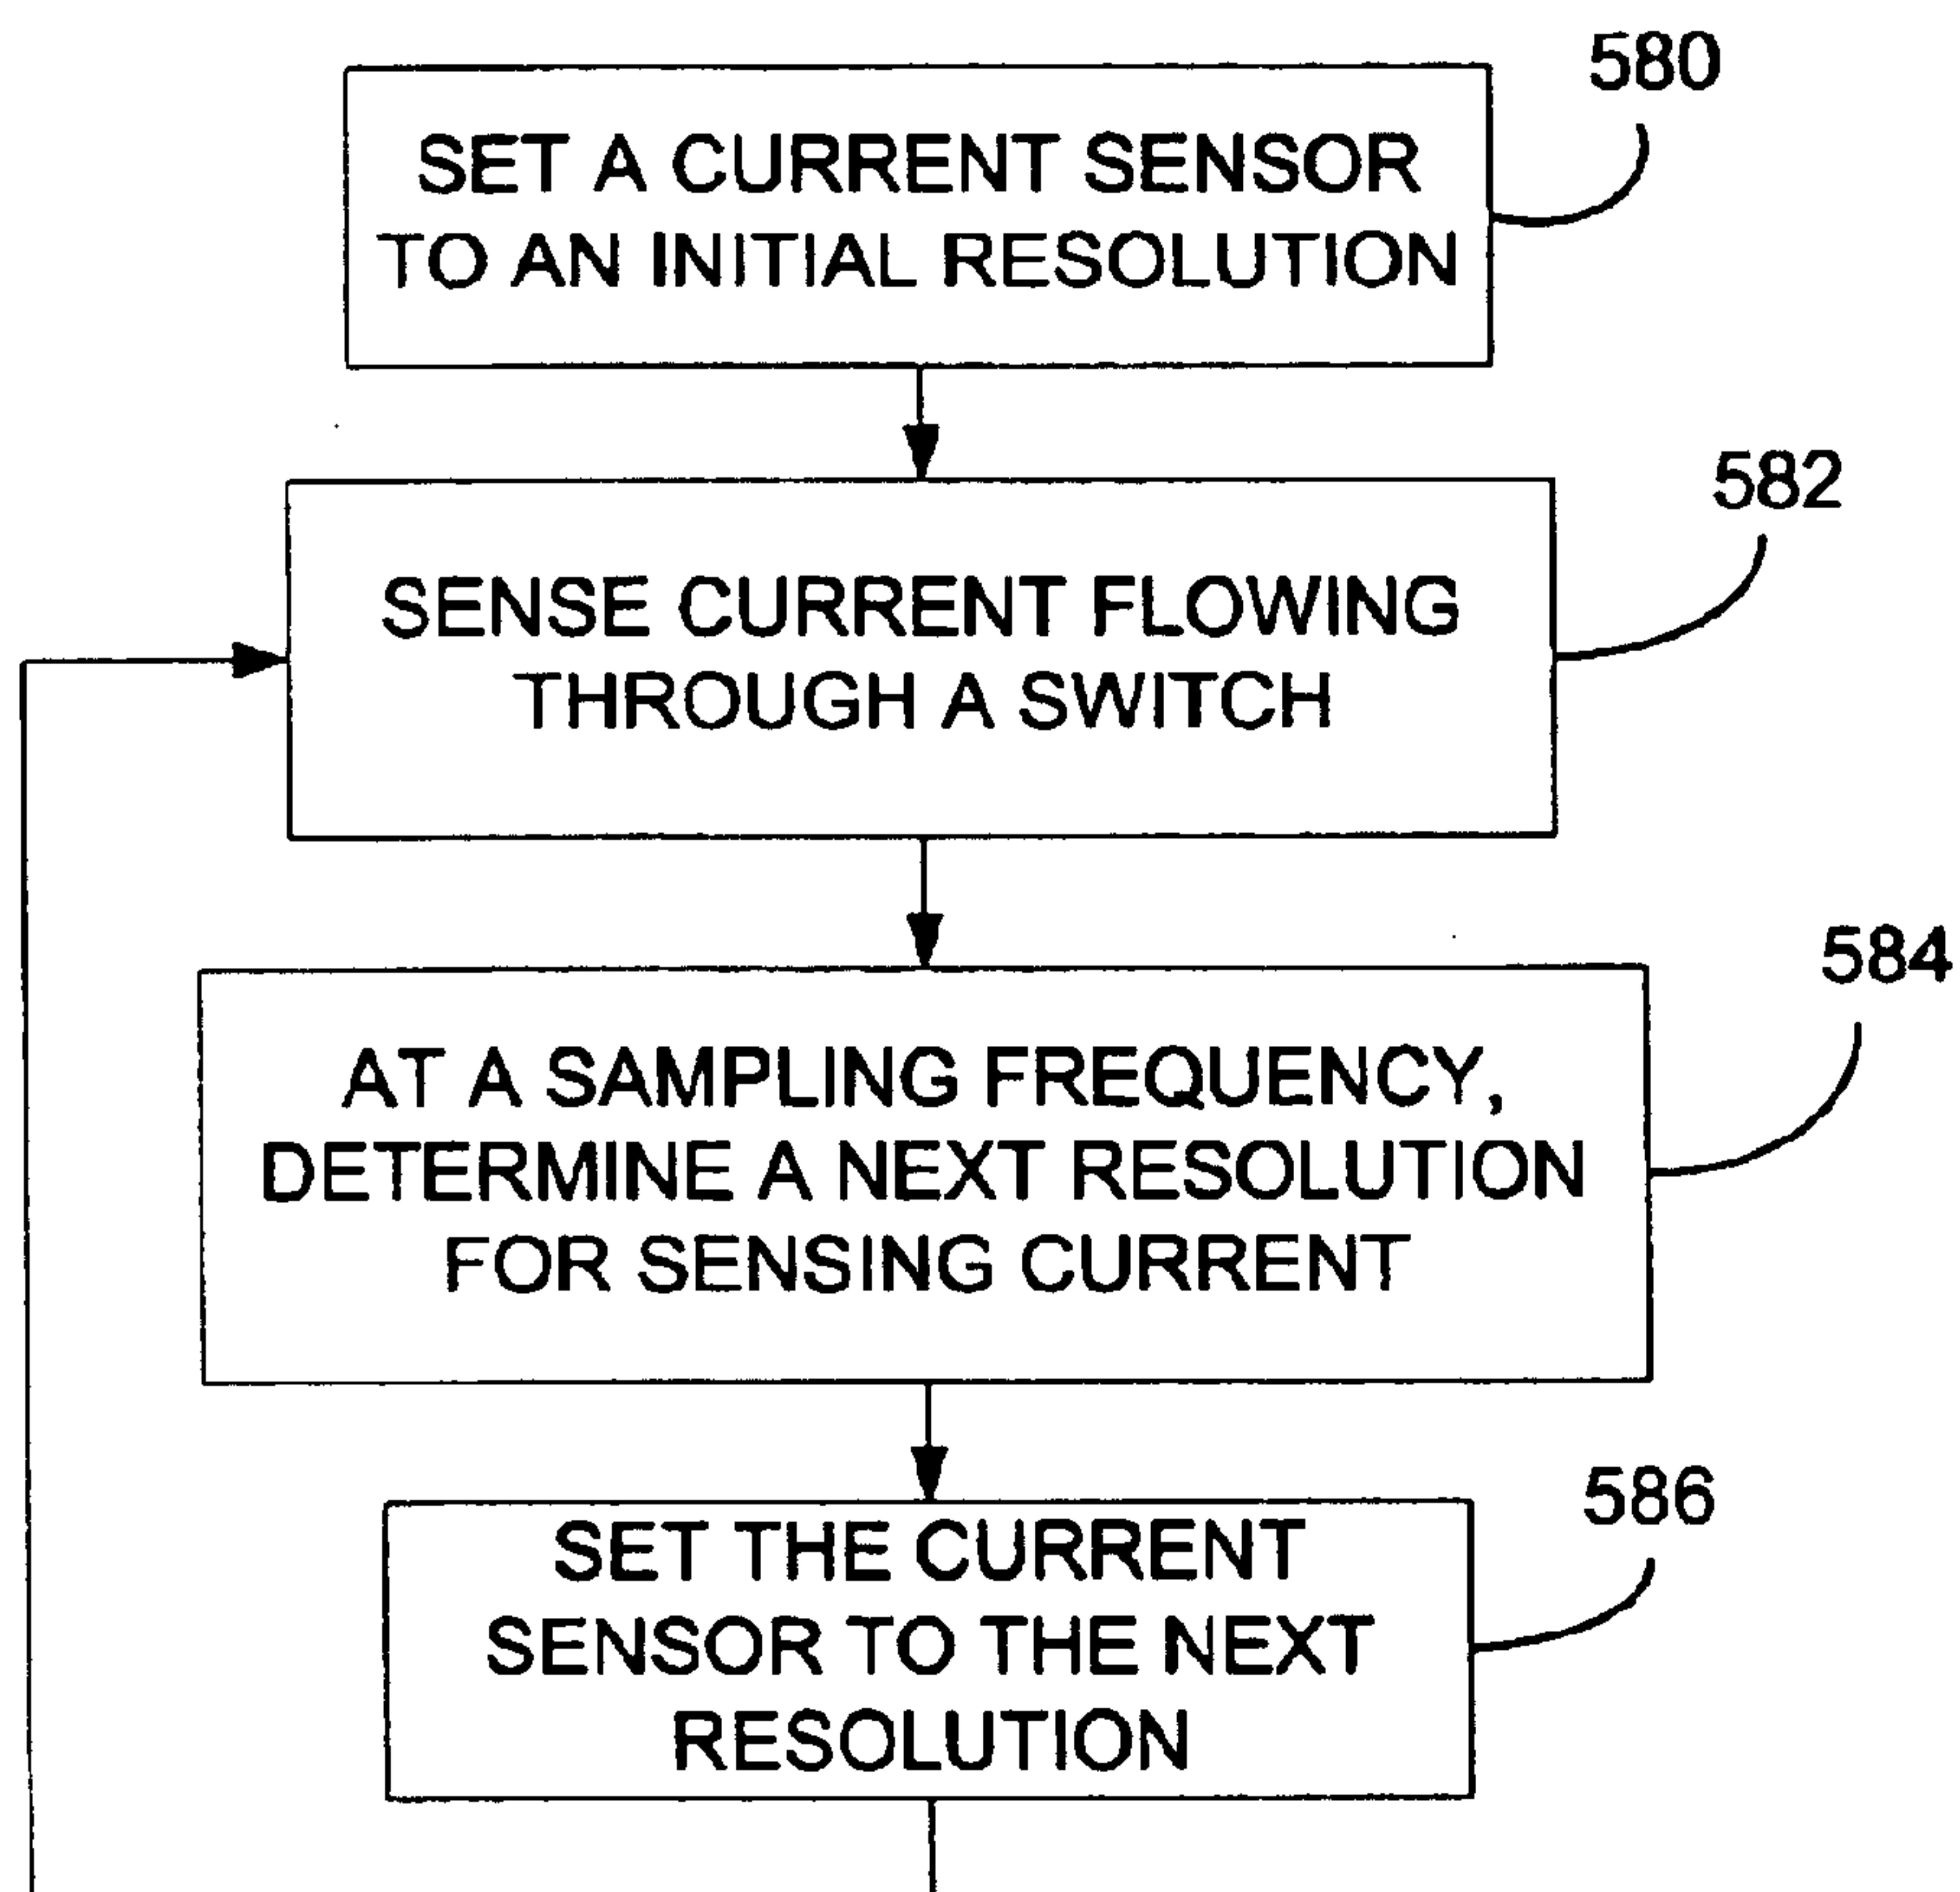 580
SET A CURRENT SENSOR
TO AN INITIAL RESOLUTION
582
SENSE CURRENT FLOWING
THROUGH A SWITCH
584
AT A SAMPLING FREQUENCY,
DETERMINE A NEXT RESOLUTION
FOR SENSING CURRENT
586
SET THE CURRENT
SENSOR TO THE NEXT
RESOLUTION